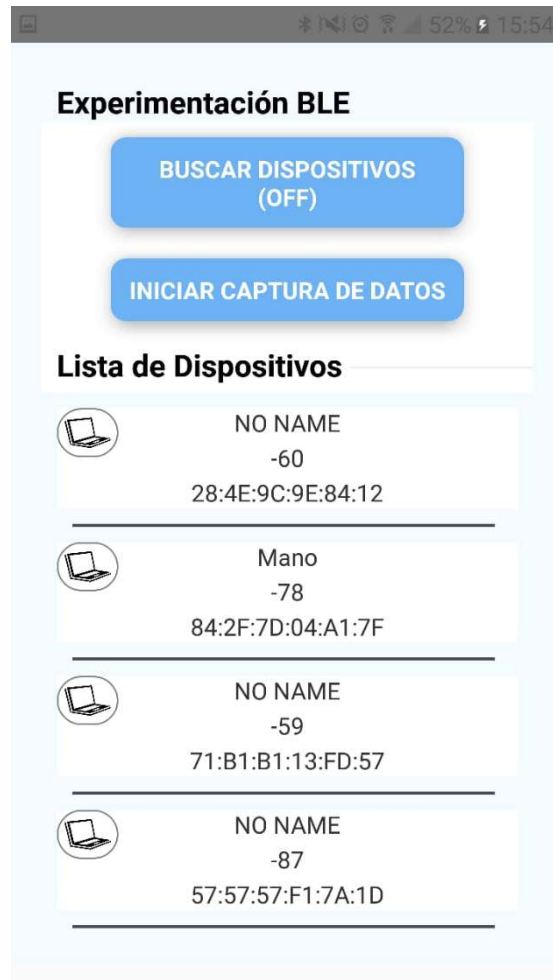 52% 15:54
Experimentación BLE
BUSCAR DISPOSITIVOS
(OFF)
INICIAR CAPTURA DE DATOS
Lista de Dispositivos
NO NAME
-60
28:4E:9C:9E:84:12
Mano
-78
84:2F:7D:04:A1:7F
NO NAME
-59
71:B1:B1:13:FD:57
NO NAME
-87
57:57:57:F1:7A:1D